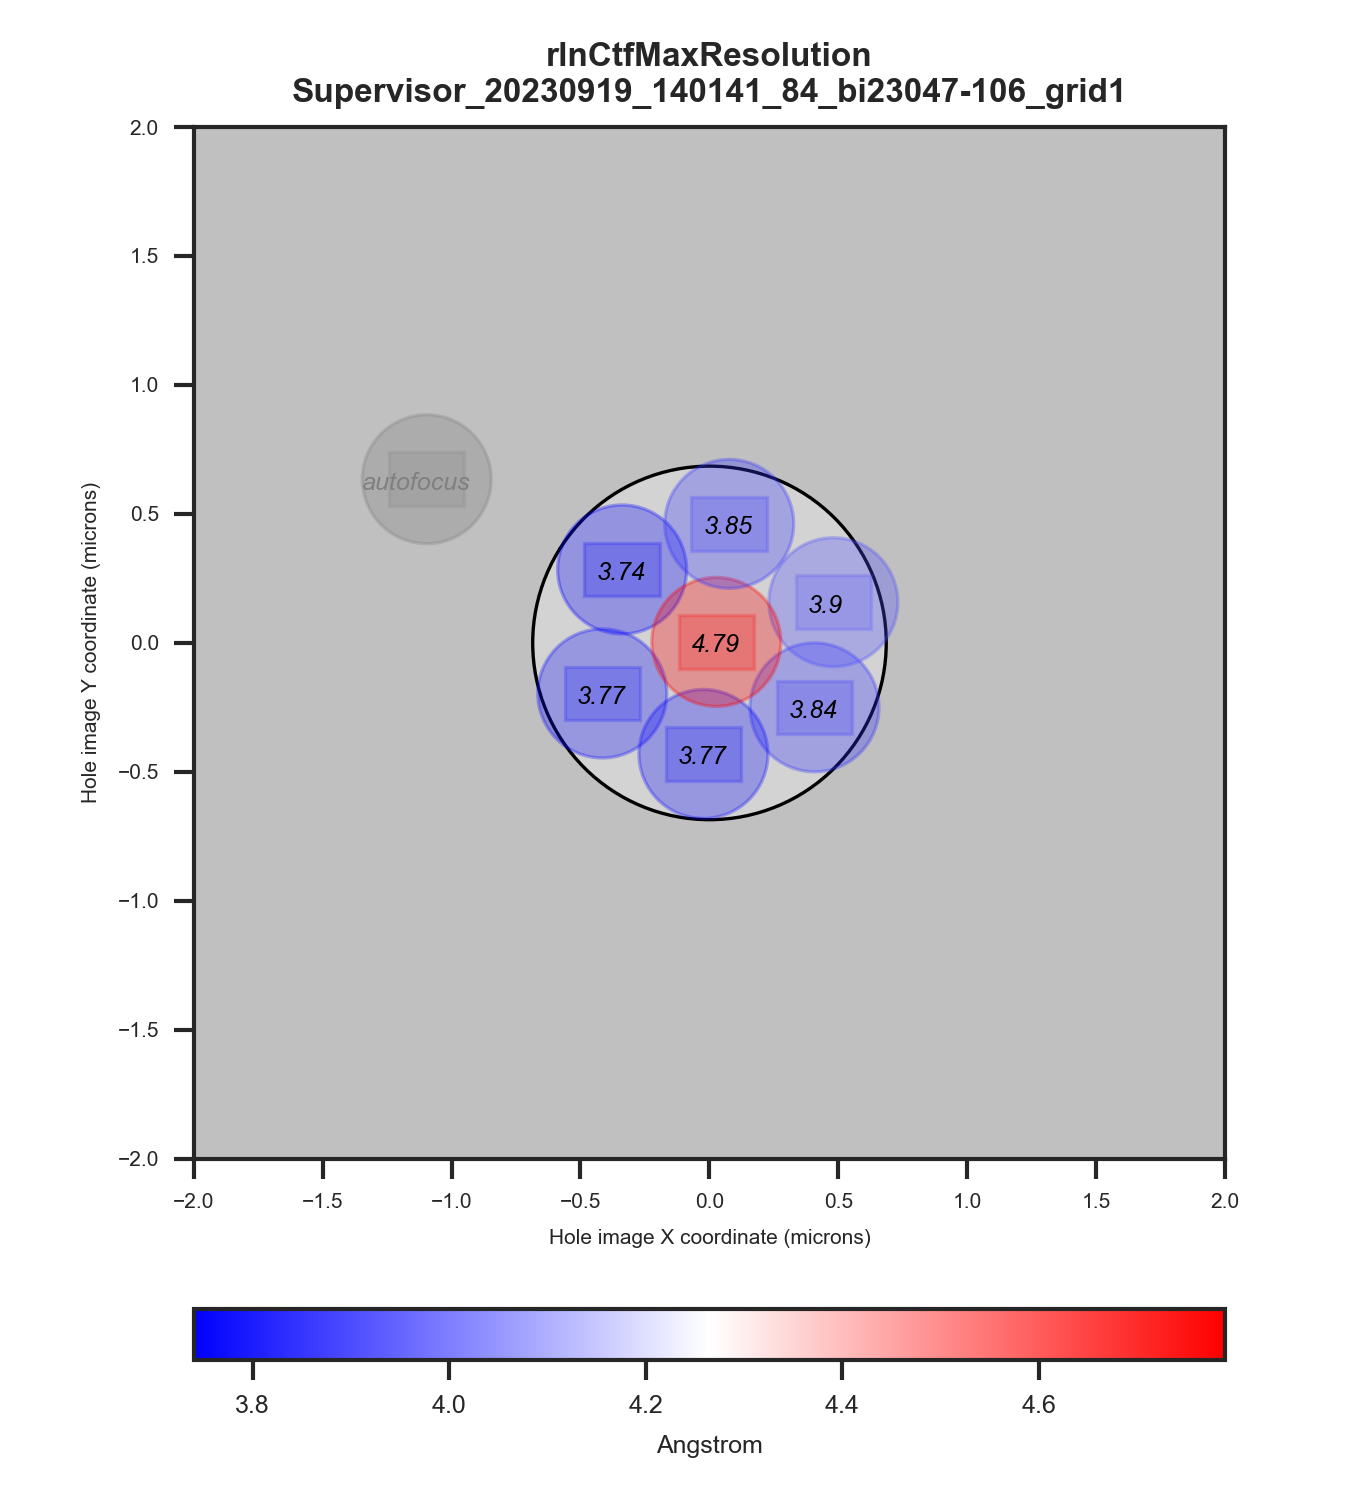 rlnCtfMaxResolution
Supervisor_20230919_140141_84_bi23047-106_grid1
2.0
1.5
1.0
0.5
0.0
−0.5
−1.0
−1.5
−2.0
Hole image Y coordinate (microns)
autofocus
3.85
3.74
3.9
4.79
3.77
3.84
3.77
−2.0 −1.5 −1.0 −0.5 0.0 0.5 1.0 1.5 2.0
Hole image X coordinate (microns)
3.8 4.0 4.2 4.4 4.6
Angstrom